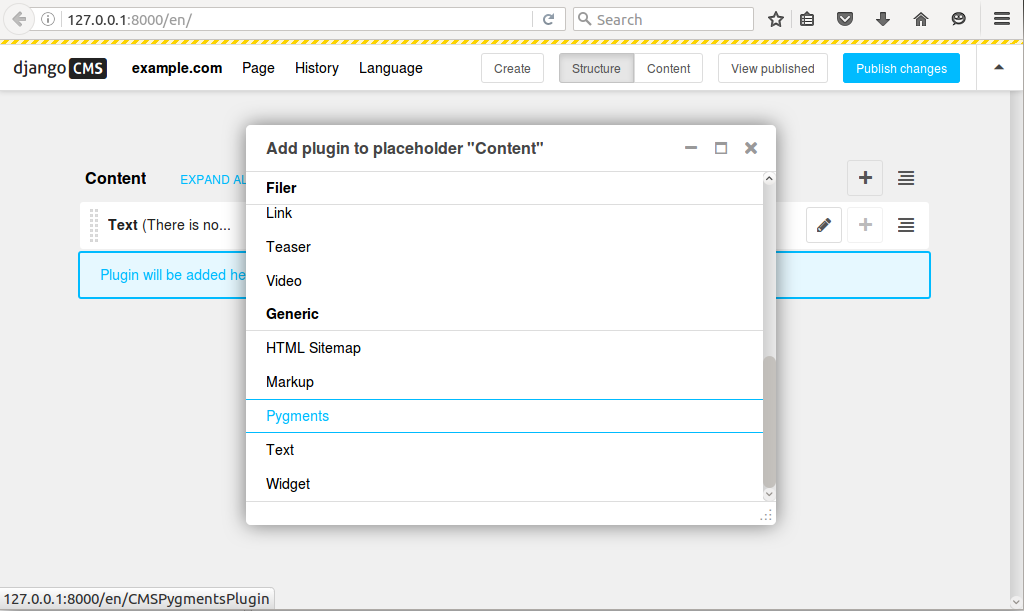 127.0.0.1:8000/en/
Search
django CMS
example.com Page History Language
Create Structure Content View published Publish changes
Add plugin to placeholder "Content"
Content EXPAND AL
Filer
Text (There is no...
Link
Teaser
Plugin will be added he
Video
Generic
HTML Sitemap
Markup
Pygments
Text
Widget
127.0.0.1:8000/en/CMSPygmentsPlugin